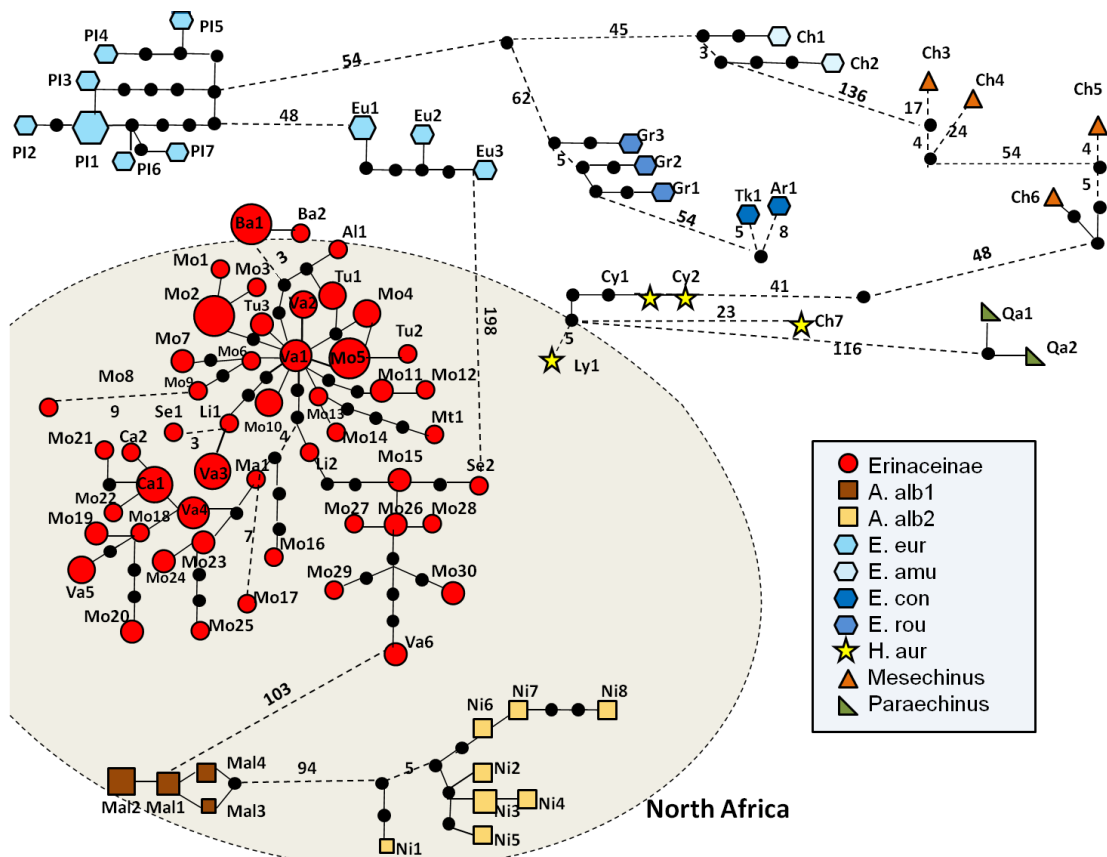 PI5
PI4
54
45
Ch1
3
Ch2
Ch3
Ch4
Ch5
PI3
136
17
24
4
62
48
Eu1
Eu2
Eu3
PI2
PI1
PI6
PI7
Gr3
5
Gr2
Gr1
54
4
5
Ch6
Tk1
Ar1
5
8
54
48
Ba1
Ba2
3
Al1
Mo1
Mo3
Mo2
Tu3
Va2
Tu1
Mo4
198
Cy1
Cy2
41
23
Ch7
116
5
Ly1
Qa1
Qa2
Mo7
Mo6
Va1
Mo5
Tu2
Mo8
Mo9
9
Mo11
Mo12
Se1
Li1
3
Mo10
Mo13
Mo14
Mt1
4
Mo21
Ca2
Va3
Ma1
Li2
Mo15
Se2
Ca1
Mo22
Va4
Mo19
Mo18
7
Mo27
Mo26
Mo28
Mo24
Mo23
Va5
Mo16
Mo29
Mo30
Mo20
Mo25
Mo17
Va6
103
Erinaceinae
A. alb1
A. alb2
E. eur
E. amu
E. con
E. rou
H. aur
Mesechinus
Paraechinus
Mal4
Mal2
Mal1
Mal3
94
5
Ni6
Ni7
Ni8
Ni2
Ni3
Ni4
Ni5
Ni1
North Africa